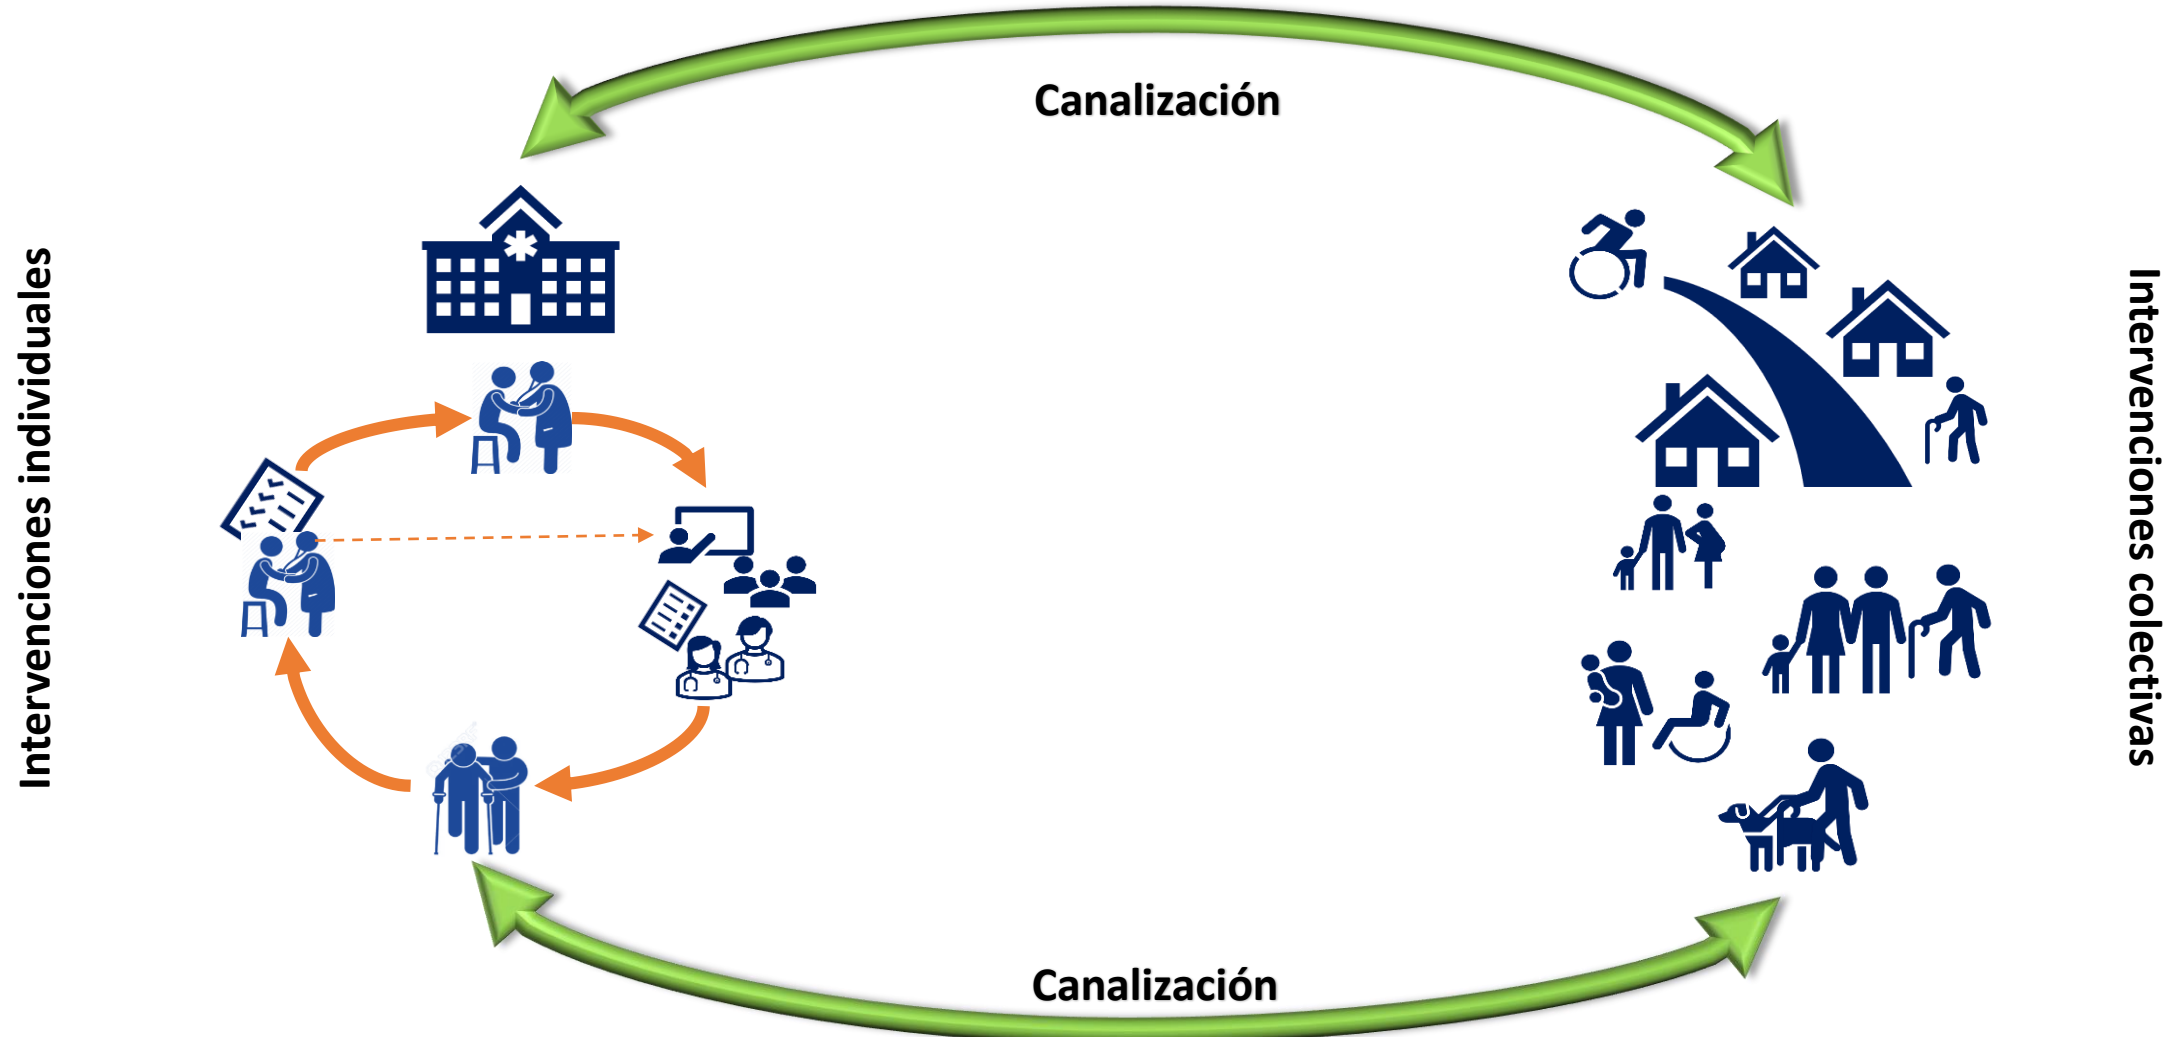 Canalización
Intervenciones individuales
Intervenciones colectivas
Canalización